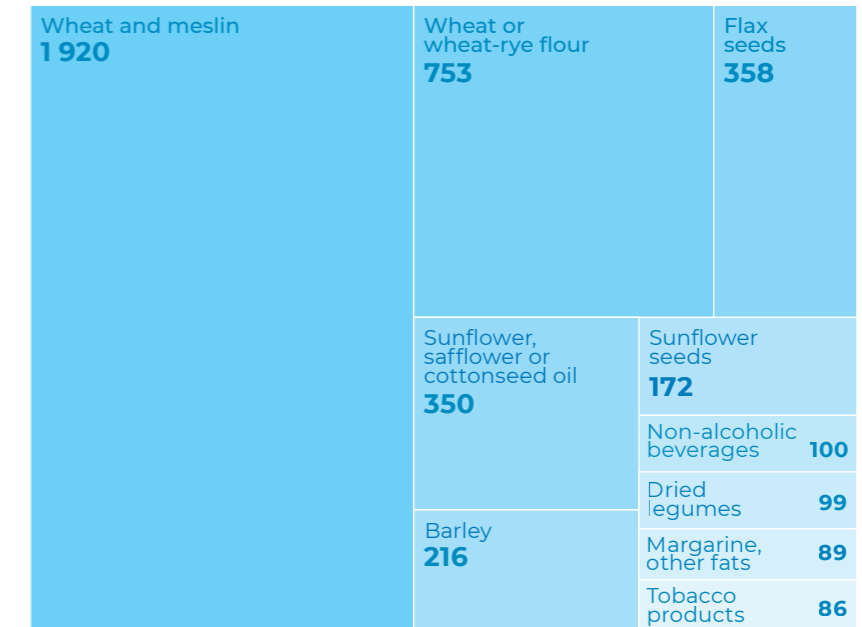 Wheat and meslin
1 920
Wheat or
wheat-rye flour
753
Flax
seeds
358
Sunflower,
safflower or
cottonseed oil
350
Barley
216
Sunflower
seeds
172
Non-alcoholic
beverages 100
Dried
legumes 99
Margarine,
other fats 89
Tobacco
products 86